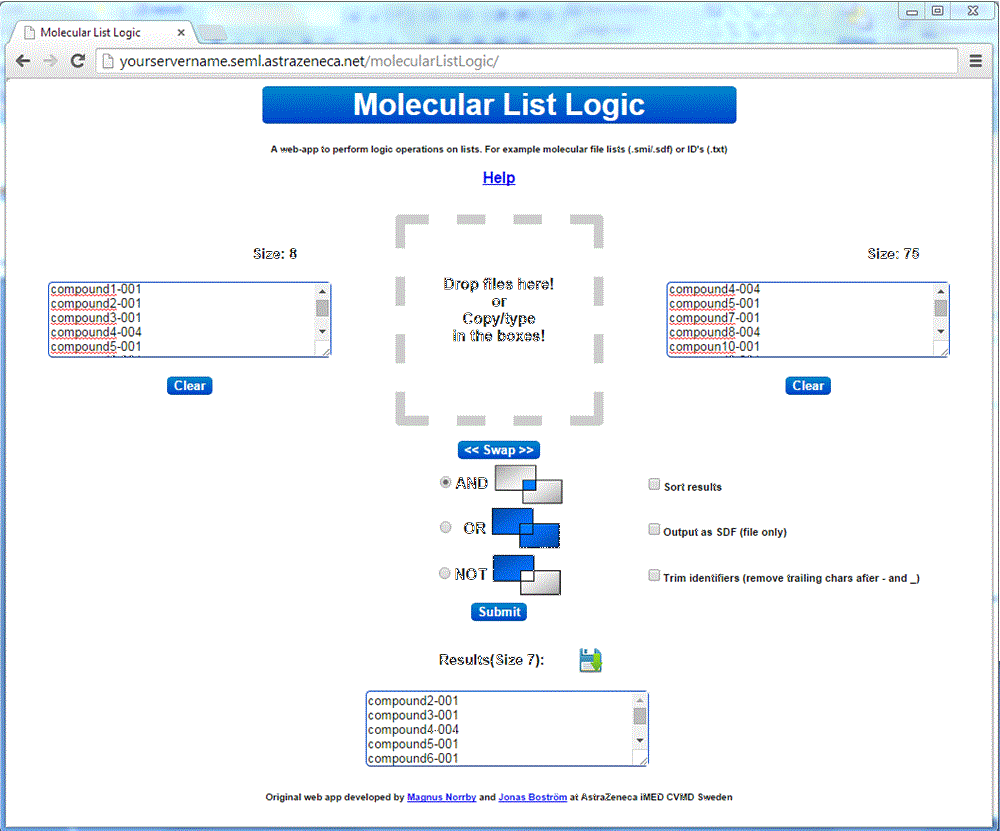 Molecular List Logic
yourservername.seml.astrazeneca.net/molecularListLogic/
Molecular List Logic
A web-app to perform logic operations on lists. For example molecular file lists (.smi/.sdf) or ID's (.txt)
Help
Size: 8
Size: 75
compound1-001
compound2-001
compound3-001
compound4-004
compound5-001
Drop files here!
or
Copy/type
in the boxes!
compound4-004
compound5-001
compound7-001
compound8-004
compoun10-001
Clear
Clear
<< Swap >>
AND
Sort results
OR
Output as SDF (file only)
NOT
Trim identifiers (remove trailing chars after - and _)
Submit
Results(Size 7):
compound2-001
compound3-001
compound4-004
compound5-001
compound6-001
Original web app developed by Magnus Norrby and Jonas Boström at AstraZeneca iMED CVMD Sweden